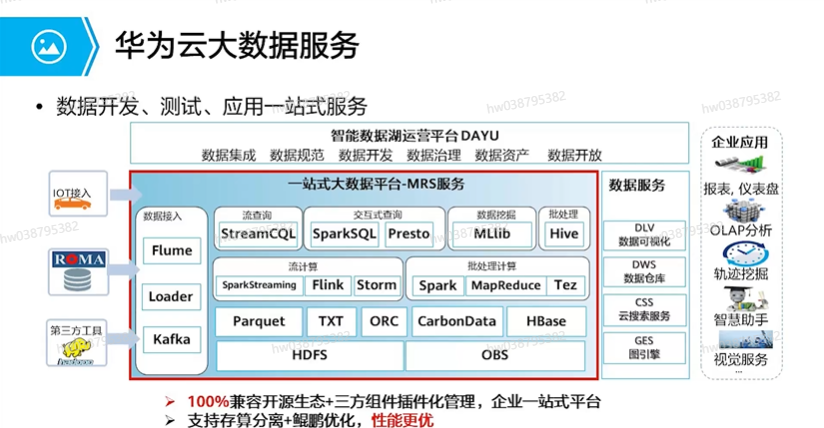 华为云大数据服务
• 数据开发、测试、应用一站式服务
智能数据湖运营平台 DAYU
数据集成 数据规范 数据开发 数据治理 数据资产 数据开放
IOT接入
ROMA
第三方工具
hadoop
一站式大数据平台-MRS服务
数据接入
Flume
Loader
Kafka
流查询
StreamCQL
交互式查询
SparkSQL Presto
数据挖掘
MLlib
批处理
Hive
流计算
SparkStreaming Flink Storm
批处理计算
Spark MapReduce Tez
Parquet TXT ORC CarbonData HBase
HDFS OBS
数据服务
DLV
数据可视化
DWS
数据仓库
CSS
云搜索服务
GES
图引擎
企业应用
报表, 仪表盘
OLAP分析
轨迹挖掘
智慧助手
视觉服务
...
100%兼容开源生态+三方组件插件化管理，企业一站式平台
支持存算分离+鲲鹏优化，性能更优
hw038795382